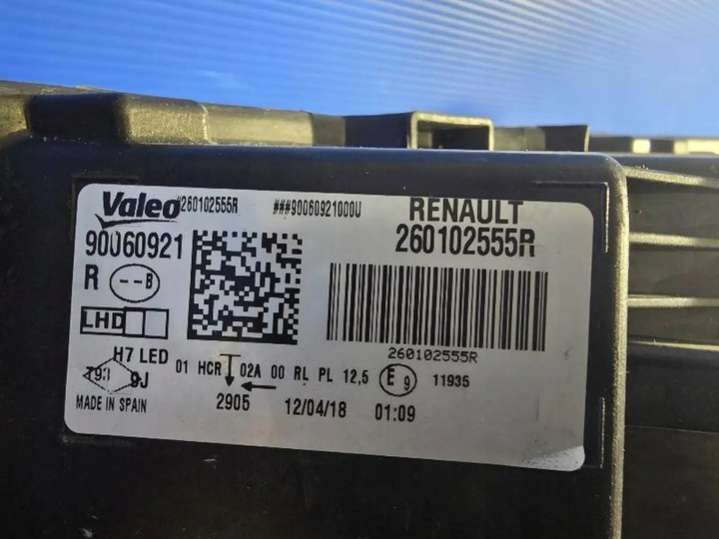 Valeo #260102555R ###90060921000U RENAULT
90060921 260102555R
R --B
LHD
260102555R
H7 LED 01 HCR 02A 00 RL PL 12,5 E9 11935
9J
MADE IN SPAIN 2905 12/04/18 01:09